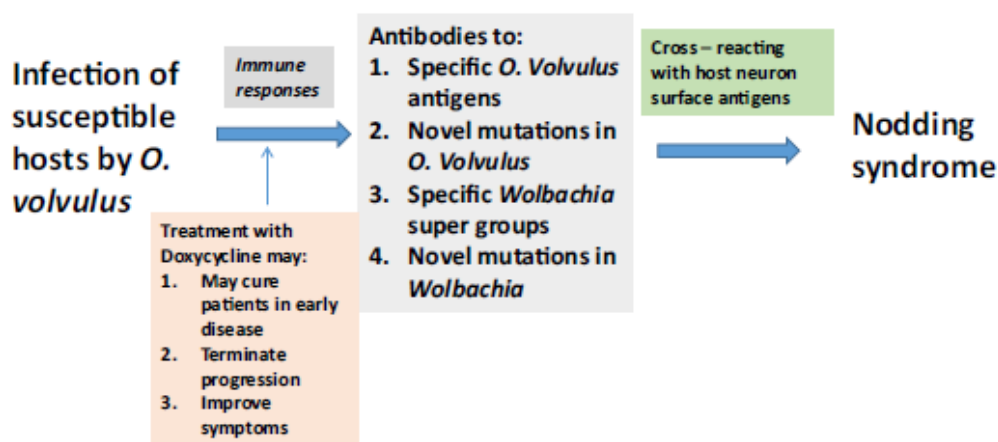 Infection of
susceptible
hosts by O.
volvulus
Immune
responses
Treatment with
Doxycycline may:
1. May cure
patients in early
disease
2. Terminate
progression
3. Improve
symptoms
Antibodies to:
1. Specific O. Volvulus
antigens
2. Novel mutations in
O. Volvulus
3. Specific Wolbachia
super groups
4. Novel mutations in
Wolbachia
Cross – reacting
with host neuron
surface antigens
Nodding
syndrome